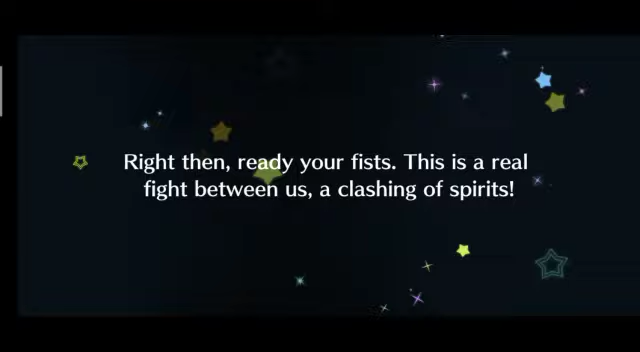 Right then, ready your fists. This is a real
fight between us, a clashing of spirits!